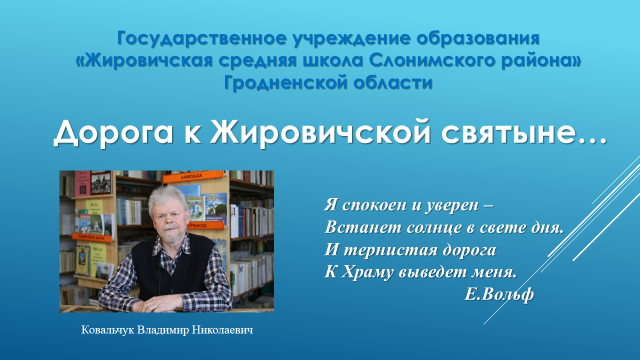 Государственное учреждение образования
«Жировичская средняя школа Слонимского района»
Гродненской области
Дорога к Жировичской святыне...
Я спокоен и уверен –
Встанет солнце в свете дня.
И тернистая дорога
К Храму выведет меня.
Е.Вольф
Ковальчук Владимир Николаевич